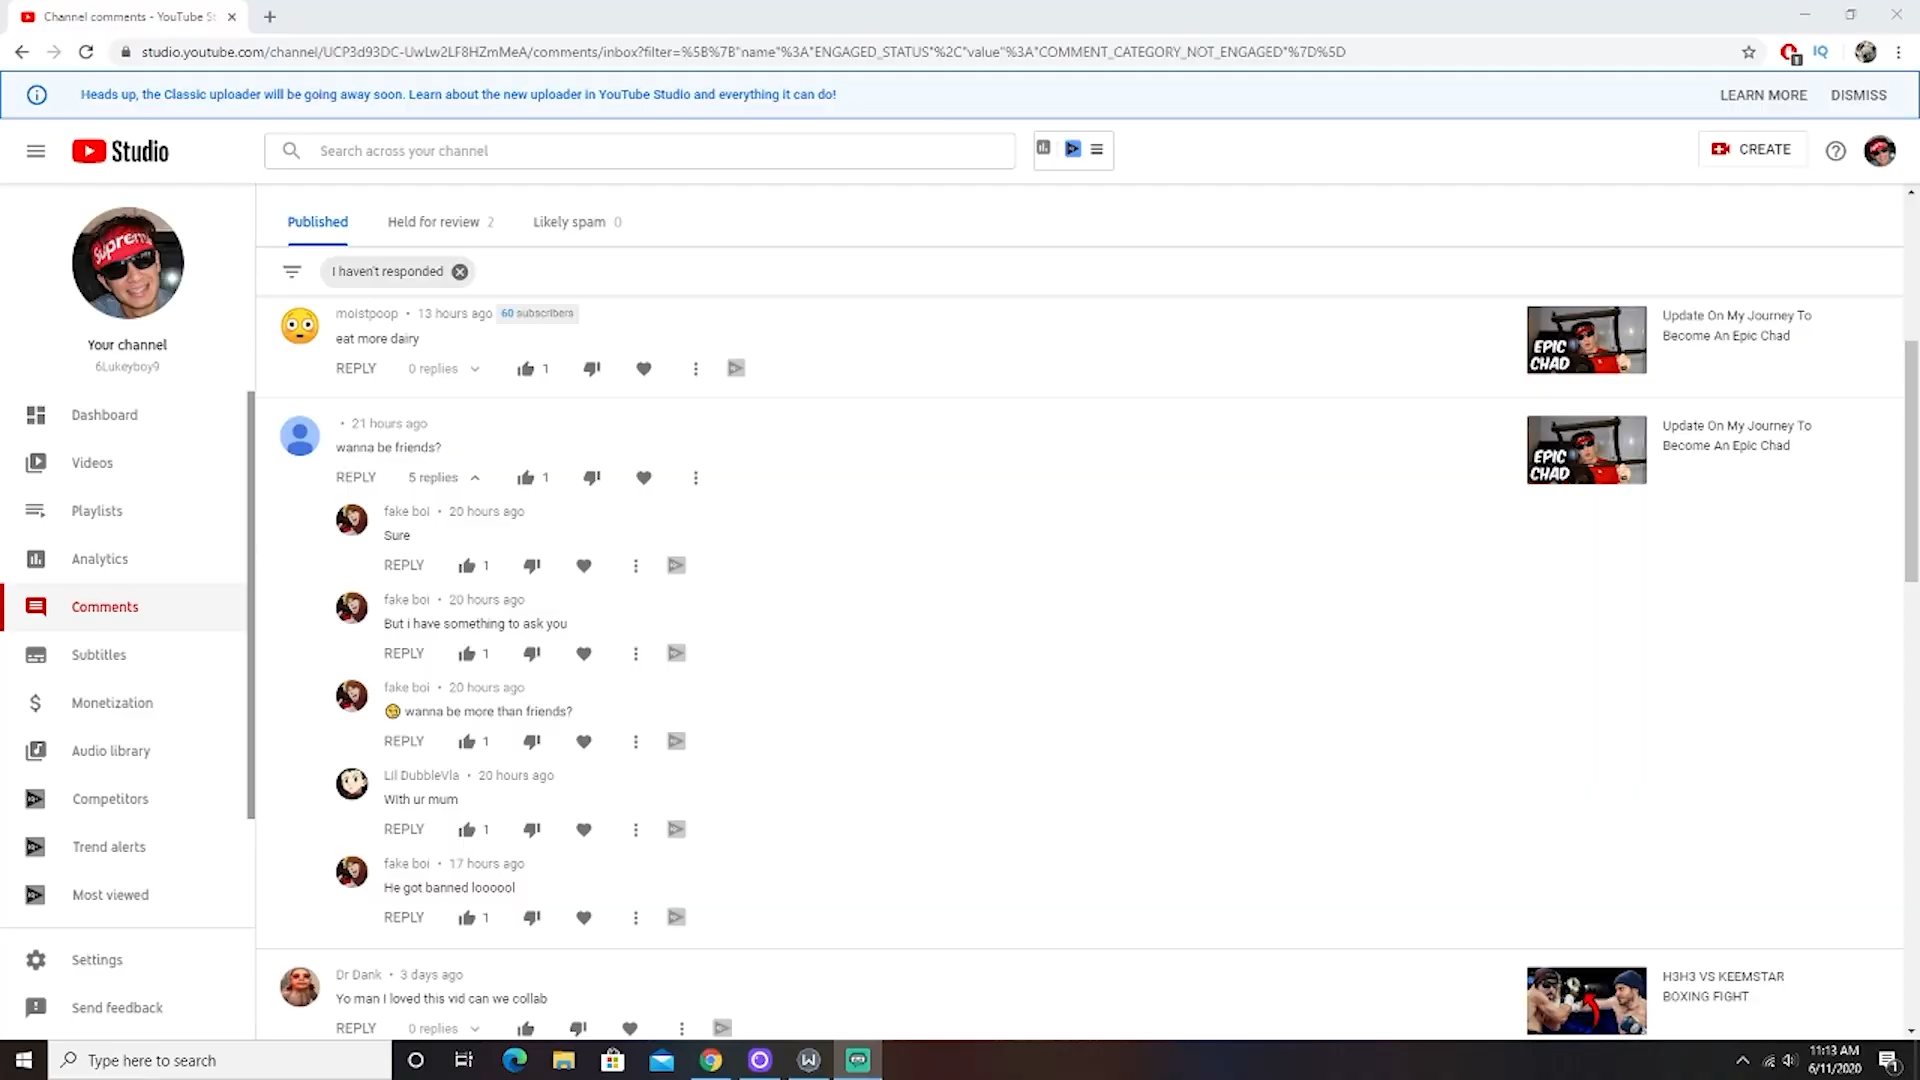 Channel comments - YouTube St
studio.youtube.com/channel/UCP3d93DC-UwLw2LF8HZmMeA/comments/inbox?filter=%5B%7B"name"%3A"ENGAGED_STATUS"%2C"value"%3A"COMMENT_CATEGORY_NOT_ENGAGED"%7D%5D
IQ
Heads up, the Classic uploader will be going away soon. Learn about the new uploader in YouTube Studio and everything it can do!
LEARN MORE
DISMISS
Studio
Search across your channel
CREATE
Supreme
Your channel
6Lukeyboy9
Dashboard
Videos
Playlists
Analytics
Comments
Subtitles
Monetization
Audio library
Competitors
Trend alerts
Most viewed
Settings
Send feedback
Published
Held for review 2
Likely spam 0
I haven't responded
moistpoop • 13 hours ago 60 subscribers
eat more dairy
REPLY 0 replies 1
EPIC
CHAD
Update On My Journey To
Become An Epic Chad
• 21 hours ago
wanna be friends?
REPLY 5 replies 1
EPIC
CHAD
Update On My Journey To
Become An Epic Chad
fake boi • 20 hours ago
Sure
REPLY 1
fake boi • 20 hours ago
But i have something to ask you
REPLY 1
fake boi • 20 hours ago
wanna be more than friends?
REPLY 1
Lil DubbleVla • 20 hours ago
With ur mum
REPLY 1
fake boi • 17 hours ago
He got banned loooool
REPLY 1
Dr Dank • 3 days ago
Yo man I loved this vid can we collab
REPLY 0 replies
H3H3 VS KEEMSTAR
BOXING FIGHT
Type here to search
11:13 AM
6/11/2020
1